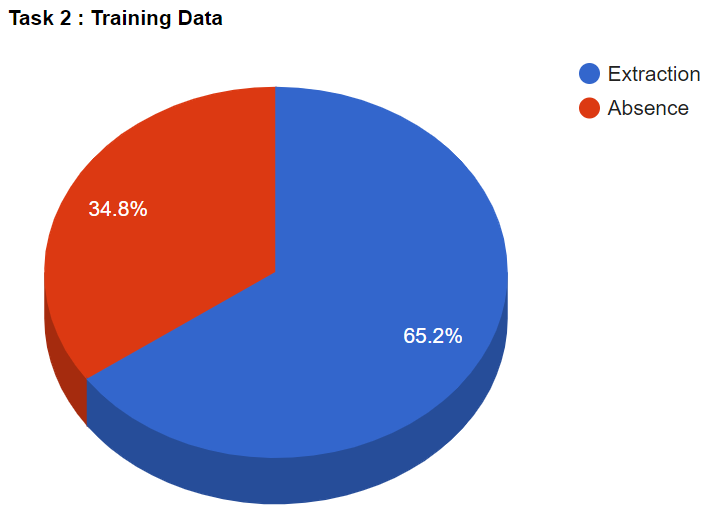 Task 2 : Training Data
Extraction
Absence
34.8%
65.2%